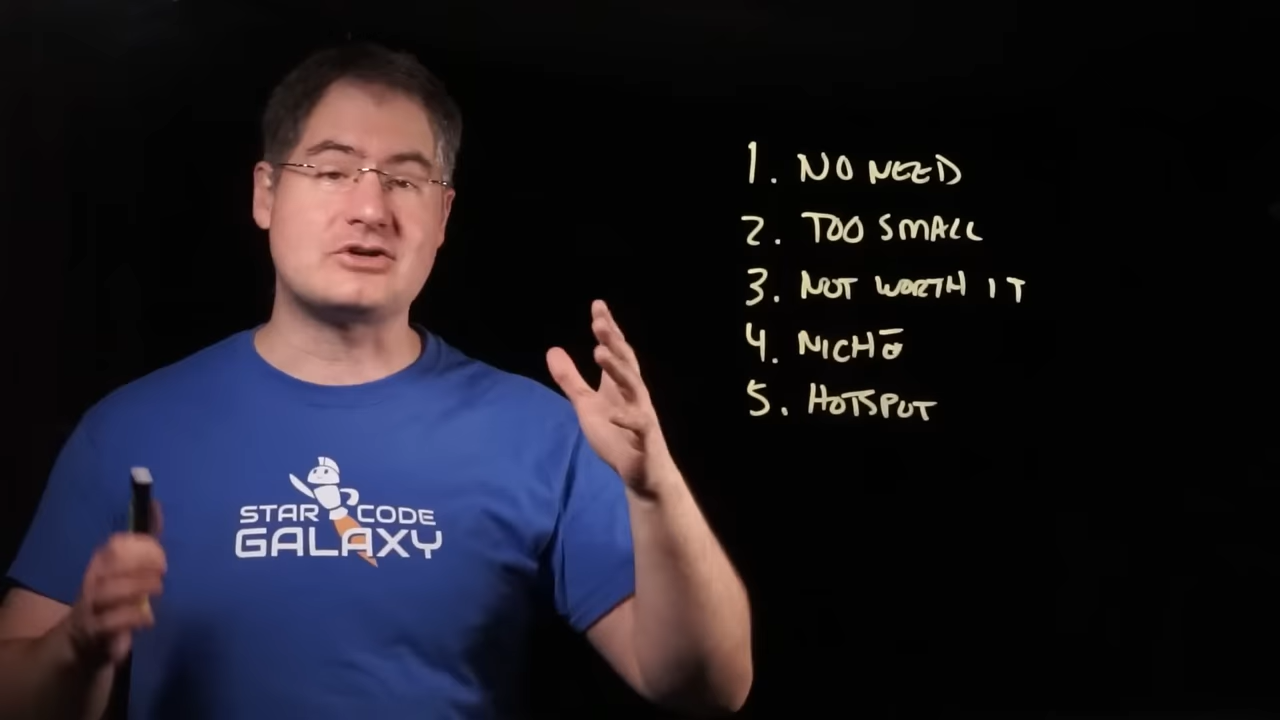 STAR CODE
GALAXY
1. NO NEED
2. TOO SMALL
3. NOT WORTH IT
4. NICHE
5. HOTSPOT